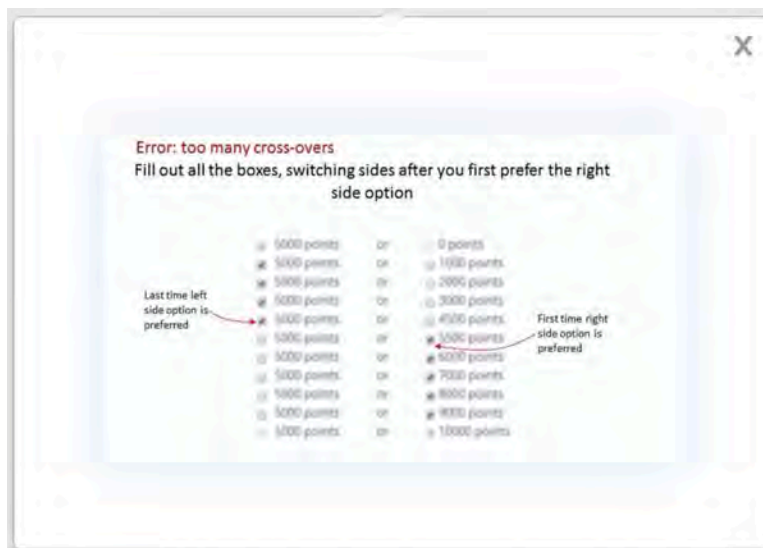 X
Error: too many cross-overs
Fill out all the boxes, switching sides after you first prefer the right
side option
5000 points or 0 points
5000 points or 1000 points
5000 points or 2000 points
5000 points or 3000 points
5000 points or 4500 points
5000 points or 5500 points
5000 points or 6000 points
5000 points or 7000 points
5000 points or 8000 points
5000 points or 9000 points
5000 points or 10000 points
Last time left
side option is
preferred
First time right
side option is
preferred